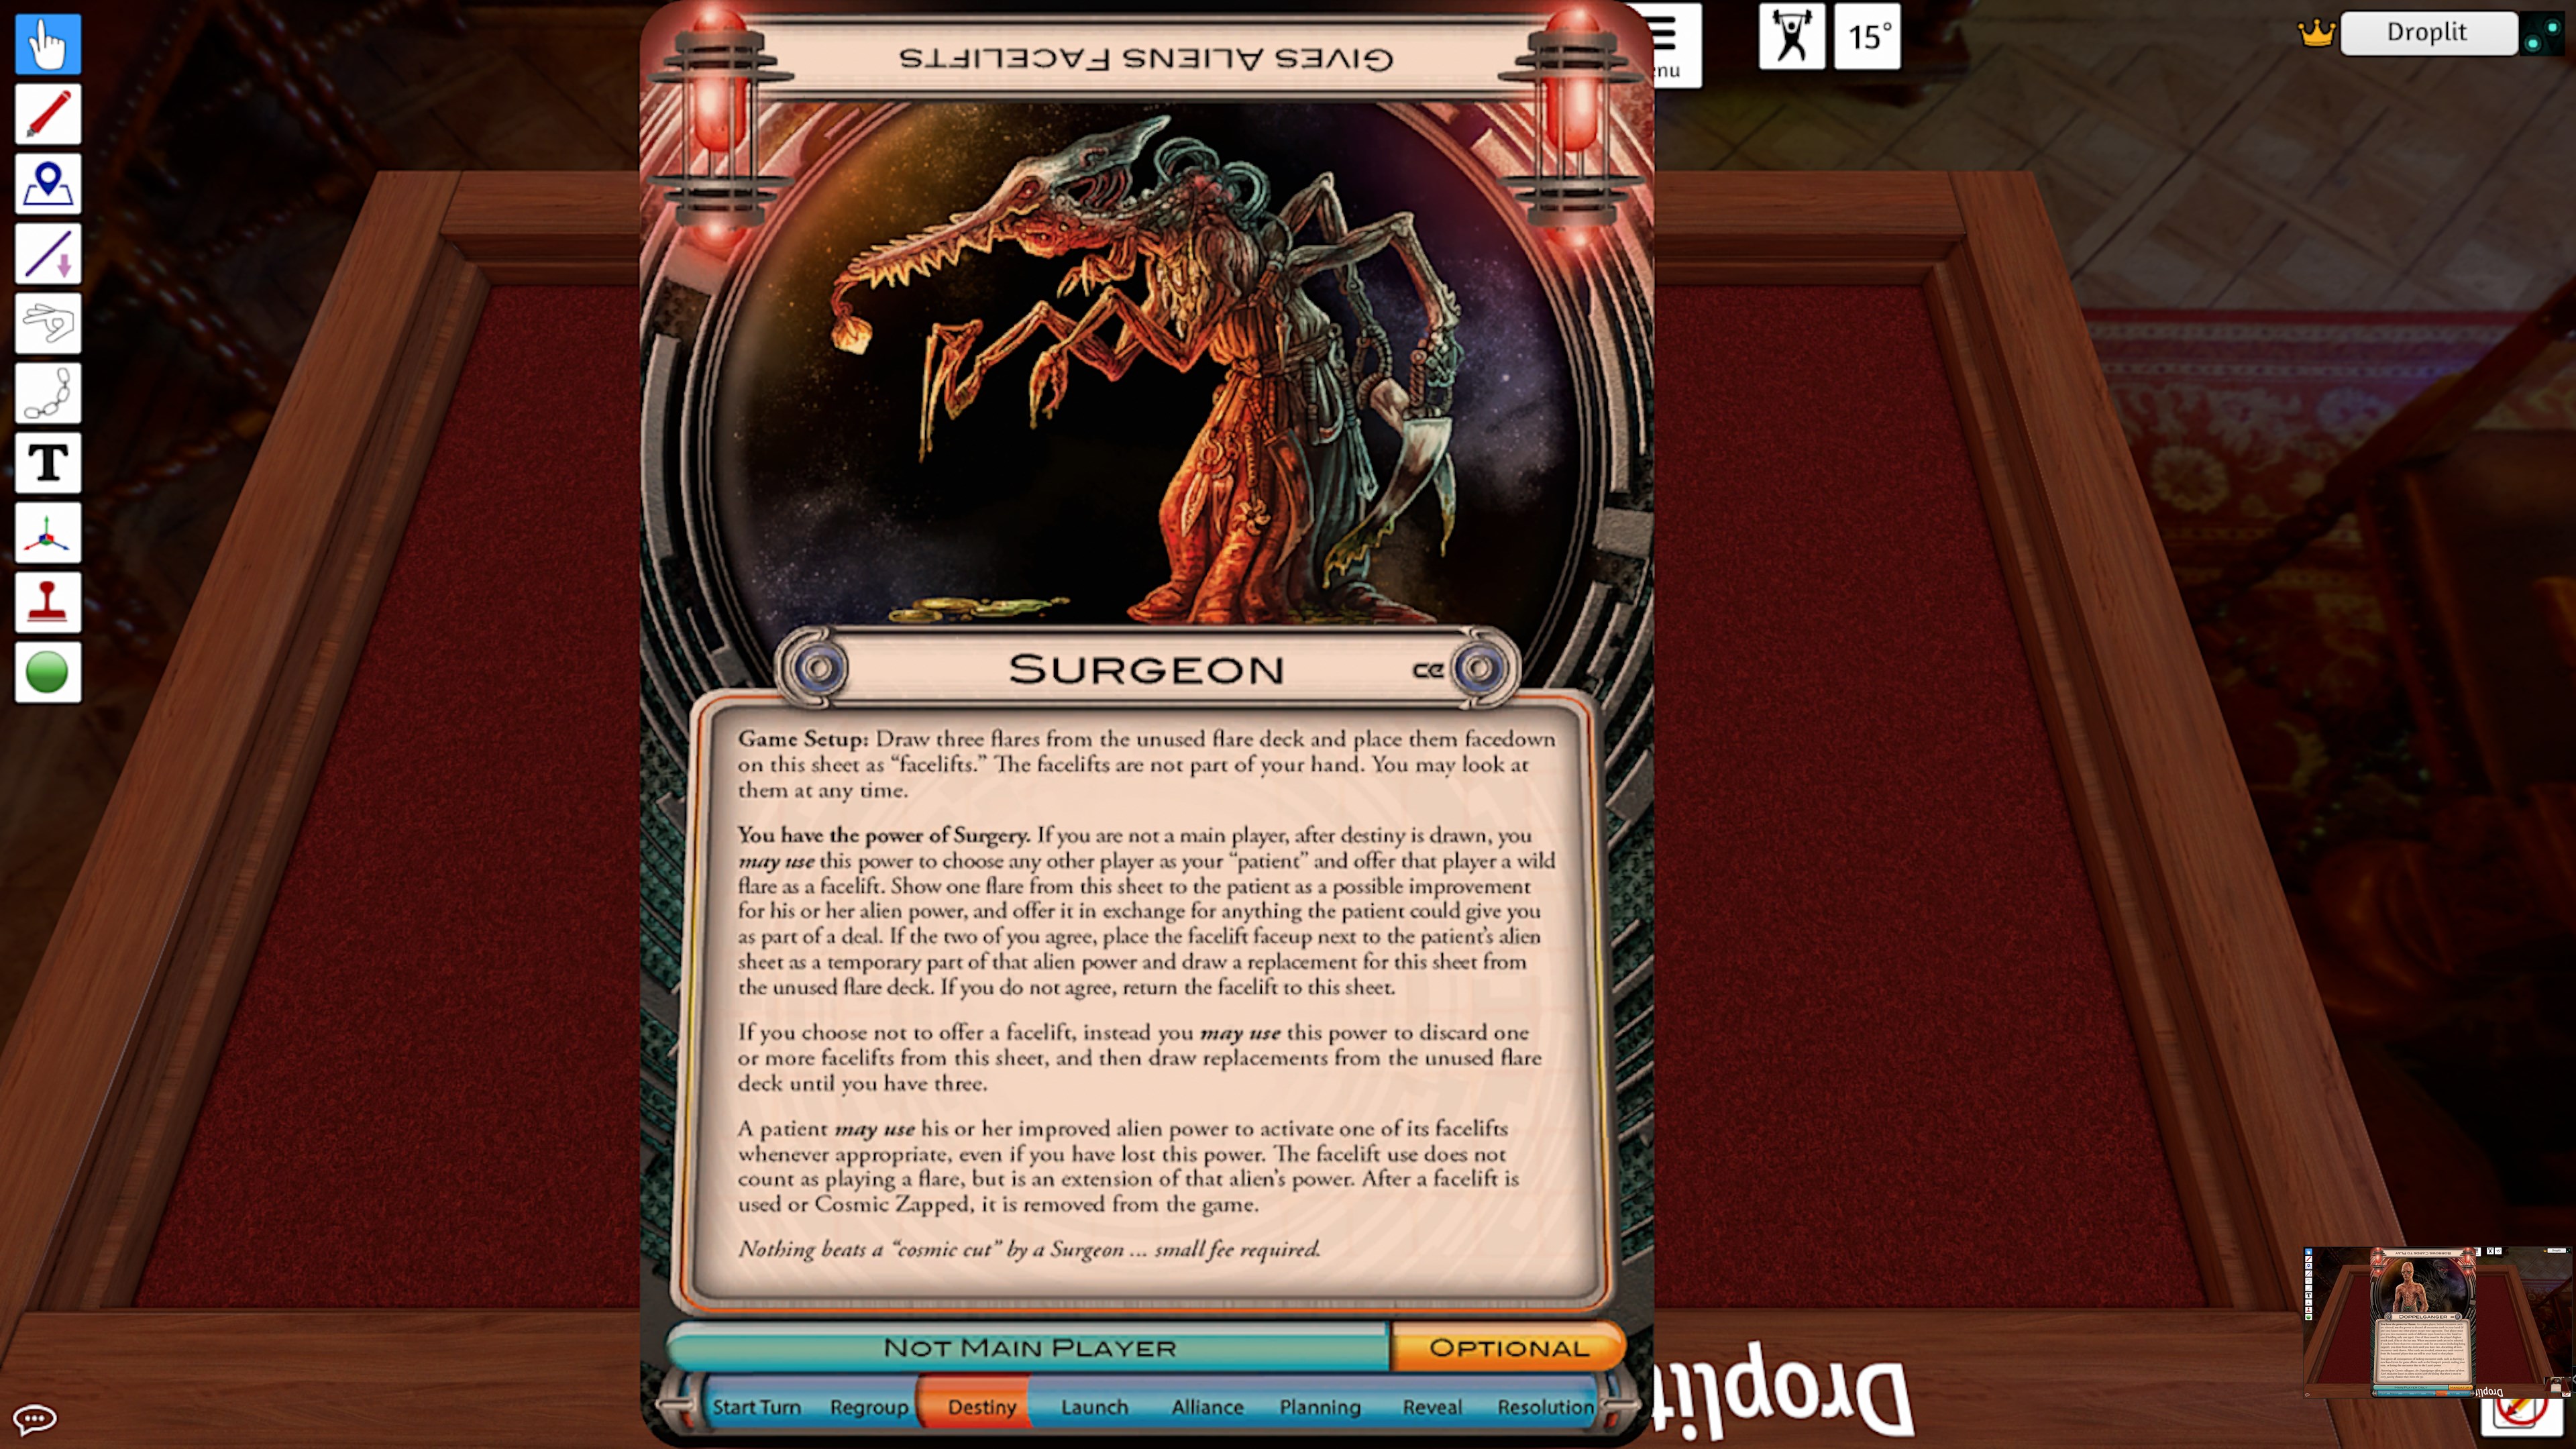 GIVES ALIENS FACELIFTS
nu
15°
Droplit
T
SURGEON
ce
Game Setup: Draw three flares from the unused flare deck and place them facedown
on this sheet as “facelifts.” The facelifts are not part of your hand. You may look at
them at any time.
You have the power of Surgery. If you are not a main player, after destiny is drawn, you
may use this power to choose any other player as your “patient” and offer that player a wild
flare as a facelift. Show one flare from this sheet to the patient as a possible improvement
for his or her alien power, and offer it in exchange for anything the patient could give you
as part of a deal. If the two of you agree, place the facelift faceup next to the patient’s alien
sheet as a temporary part of that alien power and draw a replacement for this sheet from
the unused flare deck. If you do not agree, return the facelift to this sheet.
If you choose not to offer a facelift, instead you may use this power to discard one
or more facelifts from this sheet, and then draw replacements from the unused flare
deck until you have three.
A patient may use his or her improved alien power to activate one of its facelifts
whenever appropriate, even if you have lost this power. The facelift use does not
count as playing a flare, but is an extension of that alien’s power. After a facelift is
used or Cosmic Zapped, it is removed from the game.
Nothing beats a “cosmic cut” by a Surgeon ... small fee required.
NOT MAIN PLAYER
OPTIONAL
Start Turn Regroup Destiny Launch Alliance Planning Reveal Resolution
Droplit
DOPPELGANGER